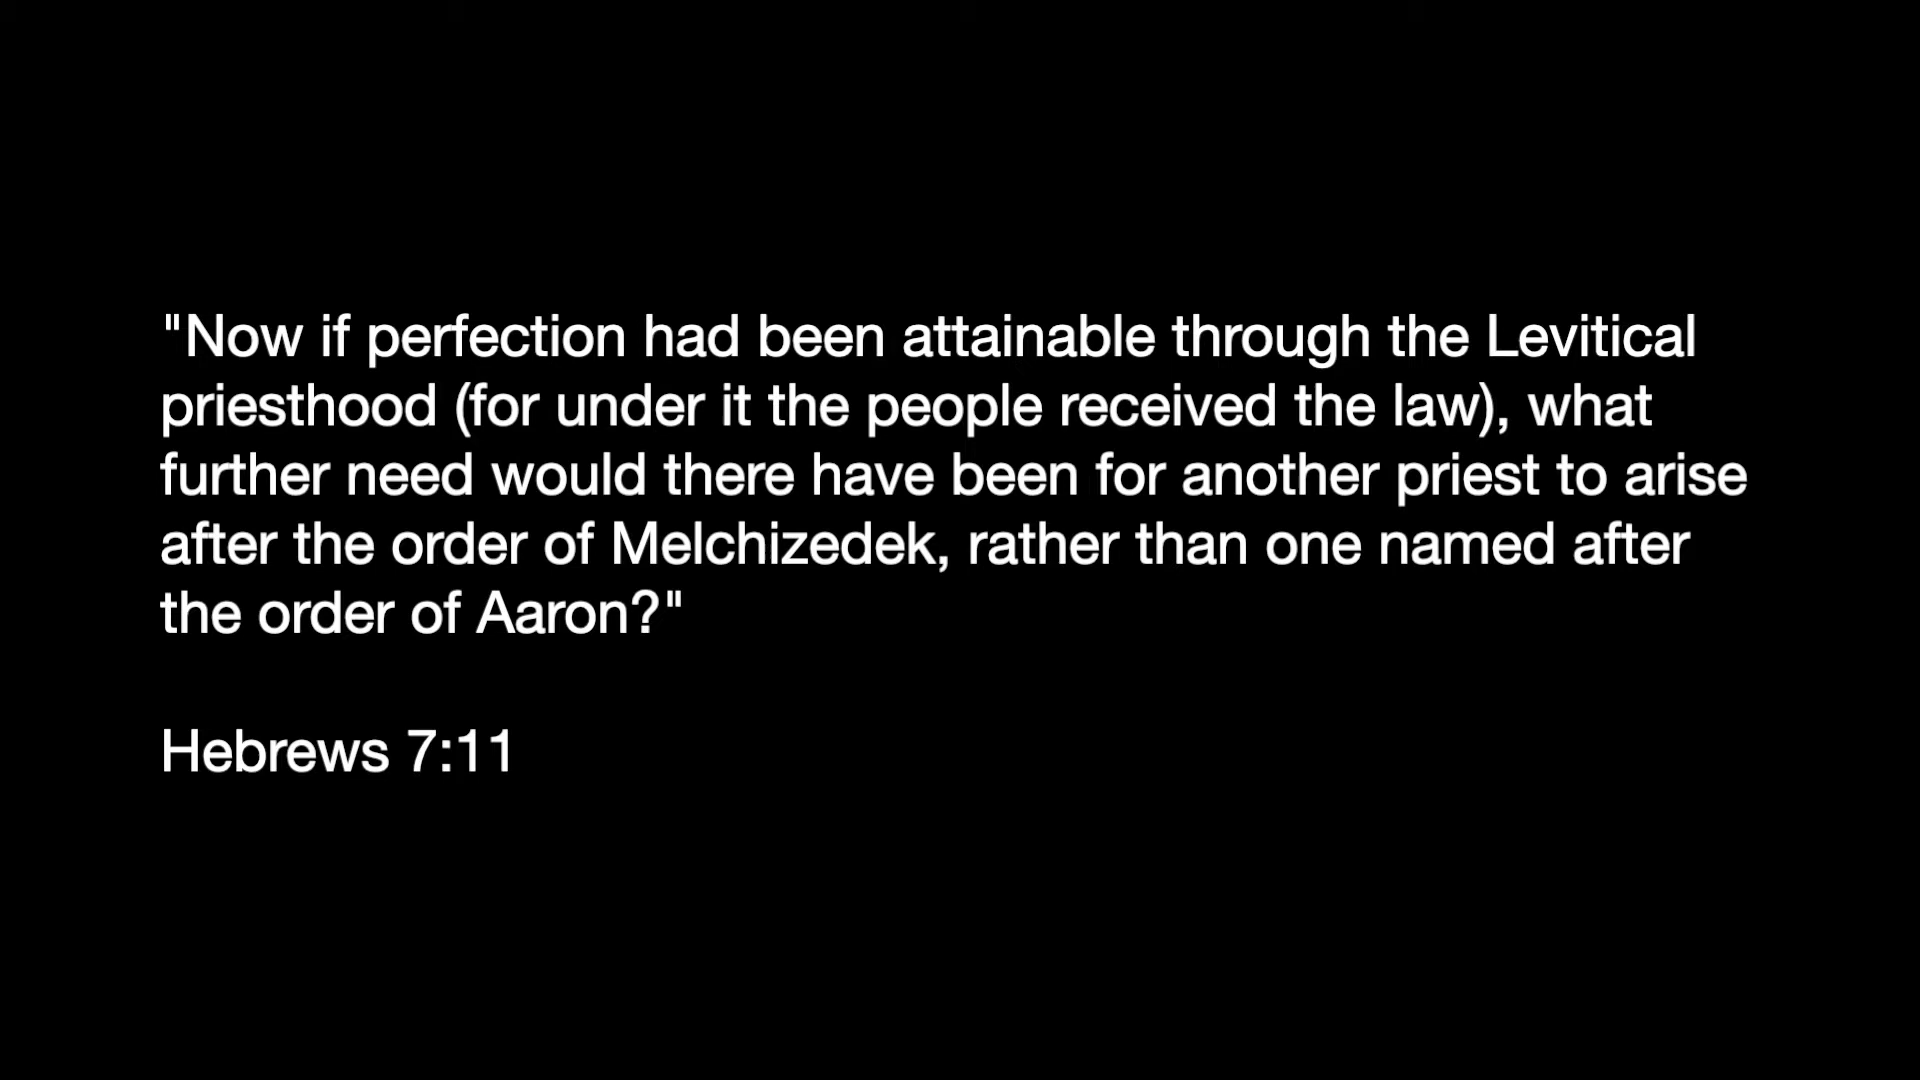 "Now if perfection had been attainable through the Levitical
priesthood (for under it the people received the law), what
further need would there have been for another priest to arise
after the order of Melchizedek, rather than one named after
the order of Aaron?"
Hebrews 7:11